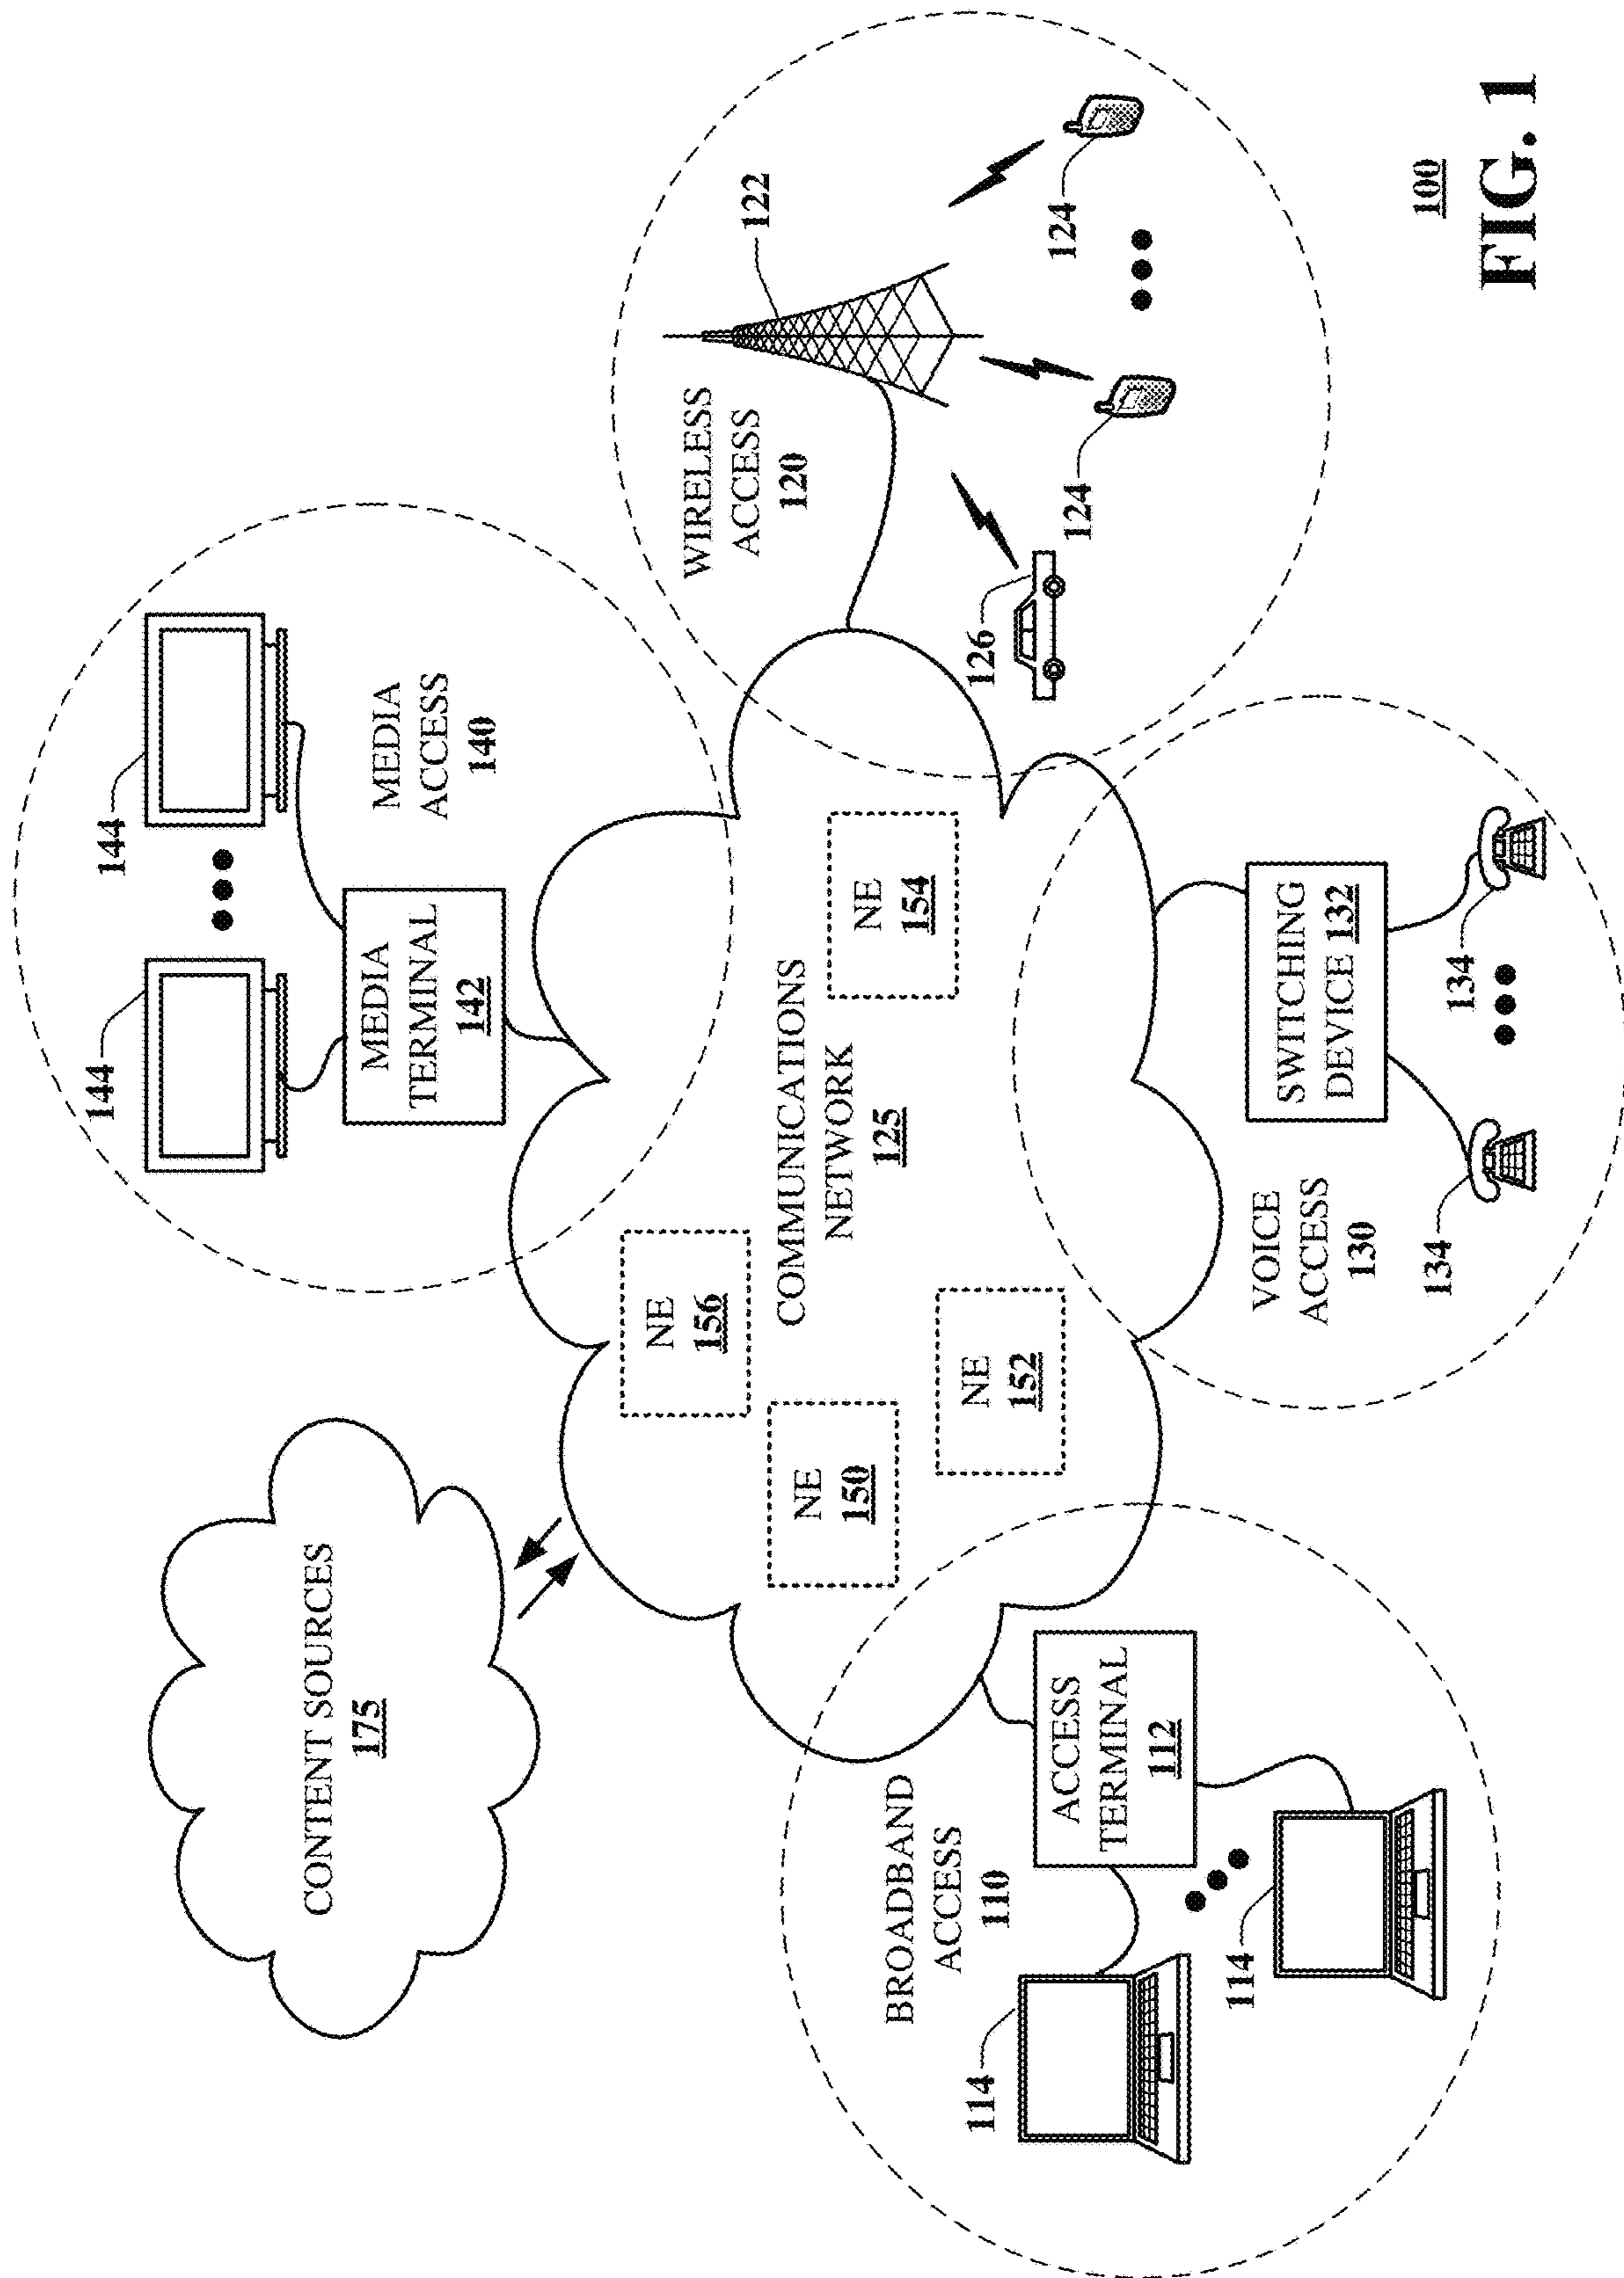 CONTENT SOURCES
175
144
144
MEDIA
TERMINAL
142
MEDIA
ACCESS
140
WIRELESS
ACCESS
120
122
126
124
124
NE
156
NE
150
COMMUNICATIONS
NETWORK
125
NE
154
NE
152
BROADBAND
ACCESS
110
ACCESS
TERMINAL
112
114
114
VOICE
ACCESS
130
SWITCHING
DEVICE 132
134
134
100
FIG. 1